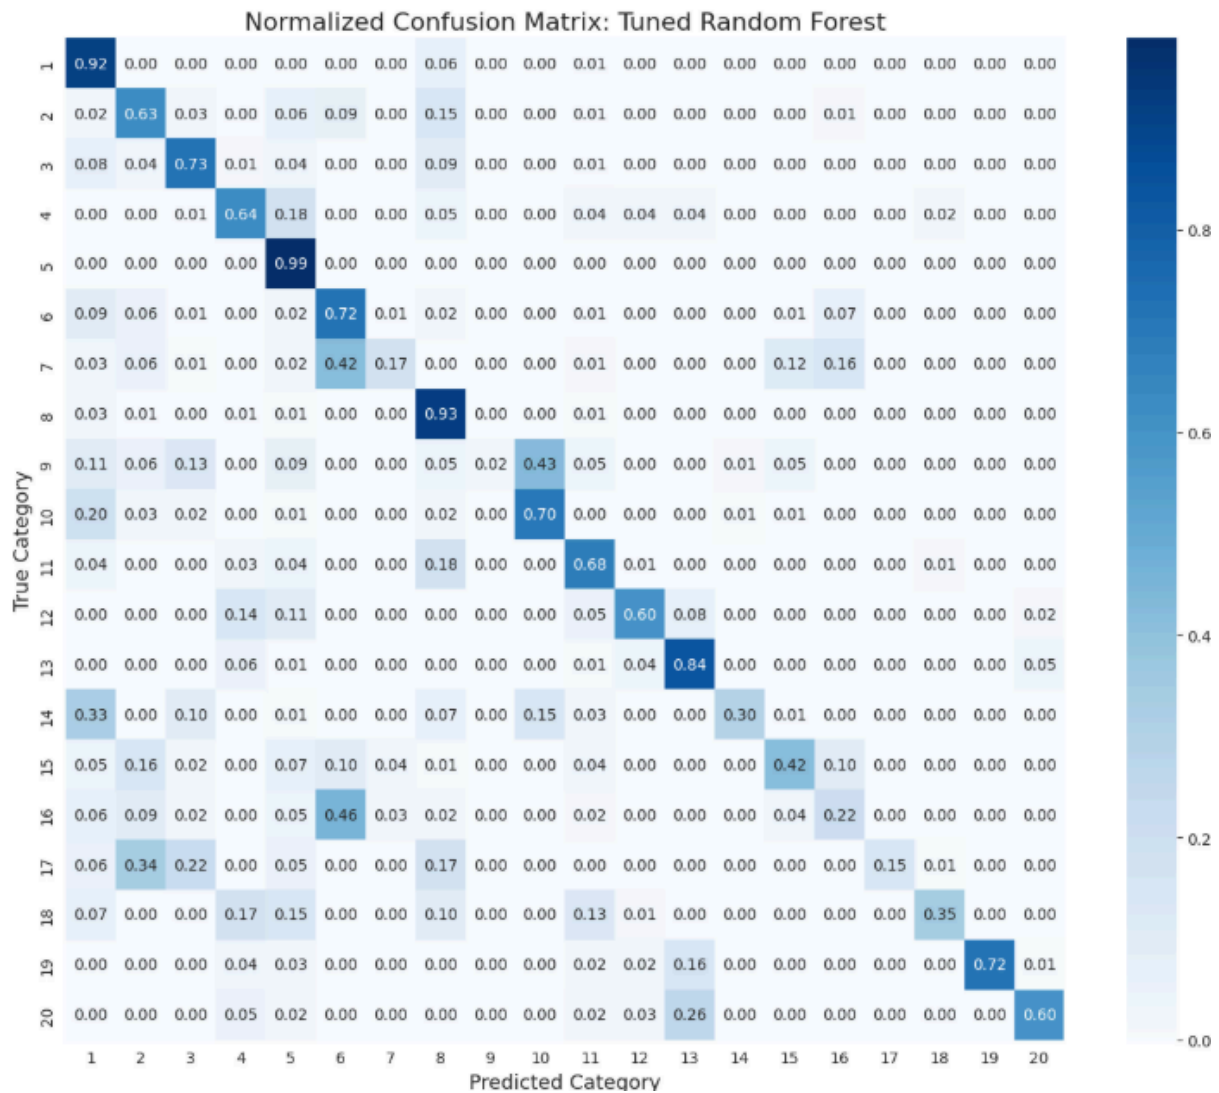 Normalized Confusion Matrix: Tuned Random Forest
1 0.92 0.00 0.00 0.00 0.00 0.00 0.00 0.06 0.00 0.00 0.01 0.00 0.00 0.00 0.00 0.00 0.00 0.00 0.00 0.00
2 0.02 0.63 0.03 0.00 0.06 0.09 0.00 0.15 0.00 0.00 0.01 0.00 0.00 0.00 0.00 0.01 0.00 0.00 0.00 0.00
3 0.08 0.04 0.73 0.01 0.04 0.00 0.00 0.09 0.00 0.00 0.01 0.00 0.00 0.00 0.00 0.00 0.00 0.00 0.00 0.00
4 0.00 0.00 0.01 0.64 0.18 0.00 0.00 0.05 0.00 0.00 0.04 0.04 0.04 0.00 0.00 0.00 0.00 0.02 0.00 0.00
5 0.00 0.00 0.00 0.00 0.99 0.00 0.00 0.00 0.00 0.00 0.00 0.00 0.00 0.00 0.00 0.00 0.00 0.00 0.00 0.00
6 0.09 0.06 0.01 0.00 0.02 0.72 0.01 0.02 0.00 0.00 0.01 0.00 0.00 0.00 0.01 0.07 0.00 0.00 0.00 0.00
7 0.03 0.06 0.01 0.00 0.02 0.42 0.17 0.00 0.00 0.00 0.01 0.00 0.00 0.00 0.12 0.16 0.00 0.00 0.00 0.00
8 0.03 0.01 0.00 0.01 0.01 0.00 0.00 0.93 0.00 0.00 0.01 0.00 0.00 0.00 0.00 0.00 0.00 0.00 0.00 0.00
9 0.11 0.06 0.13 0.00 0.09 0.00 0.00 0.05 0.02 0.43 0.05 0.00 0.00 0.01 0.05 0.00 0.00 0.00 0.00 0.00
10 0.20 0.03 0.02 0.00 0.01 0.00 0.00 0.02 0.00 0.70 0.00 0.00 0.00 0.01 0.01 0.00 0.00 0.00 0.00 0.00
11 0.04 0.00 0.00 0.03 0.04 0.00 0.00 0.18 0.00 0.00 0.68 0.01 0.00 0.00 0.00 0.00 0.00 0.01 0.00 0.00
12 0.00 0.00 0.00 0.14 0.11 0.00 0.00 0.00 0.00 0.00 0.05 0.60 0.08 0.00 0.00 0.00 0.00 0.00 0.00 0.02
13 0.00 0.00 0.00 0.06 0.01 0.00 0.00 0.00 0.00 0.00 0.01 0.04 0.84 0.00 0.00 0.00 0.00 0.00 0.00 0.05
14 0.33 0.00 0.10 0.00 0.01 0.00 0.00 0.07 0.00 0.15 0.03 0.00 0.00 0.30 0.01 0.00 0.00 0.00 0.00 0.00
15 0.05 0.16 0.02 0.00 0.07 0.10 0.04 0.01 0.00 0.00 0.04 0.00 0.00 0.00 0.42 0.10 0.00 0.00 0.00 0.00
16 0.06 0.09 0.02 0.00 0.05 0.46 0.03 0.02 0.00 0.00 0.02 0.00 0.00 0.00 0.04 0.22 0.00 0.00 0.00 0.00
17 0.06 0.34 0.22 0.00 0.05 0.00 0.00 0.17 0.00 0.00 0.00 0.00 0.00 0.00 0.00 0.00 0.15 0.01 0.00 0.00
18 0.07 0.00 0.00 0.17 0.15 0.00 0.00 0.10 0.00 0.00 0.13 0.01 0.00 0.00 0.00 0.00 0.00 0.35 0.00 0.00
19 0.00 0.00 0.00 0.04 0.03 0.00 0.00 0.00 0.00 0.00 0.02 0.02 0.16 0.00 0.00 0.00 0.00 0.00 0.72 0.01
20 0.00 0.00 0.00 0.05 0.02 0.00 0.00 0.00 0.00 0.00 0.02 0.03 0.26 0.00 0.00 0.00 0.00 0.00 0.00 0.60
1 2 3 4 5 6 7 8 9 10 11 12 13 14 15 16 17 18 19 20
Predicted Category
True Category
0.8
0.6
0.4
0.2
0.0